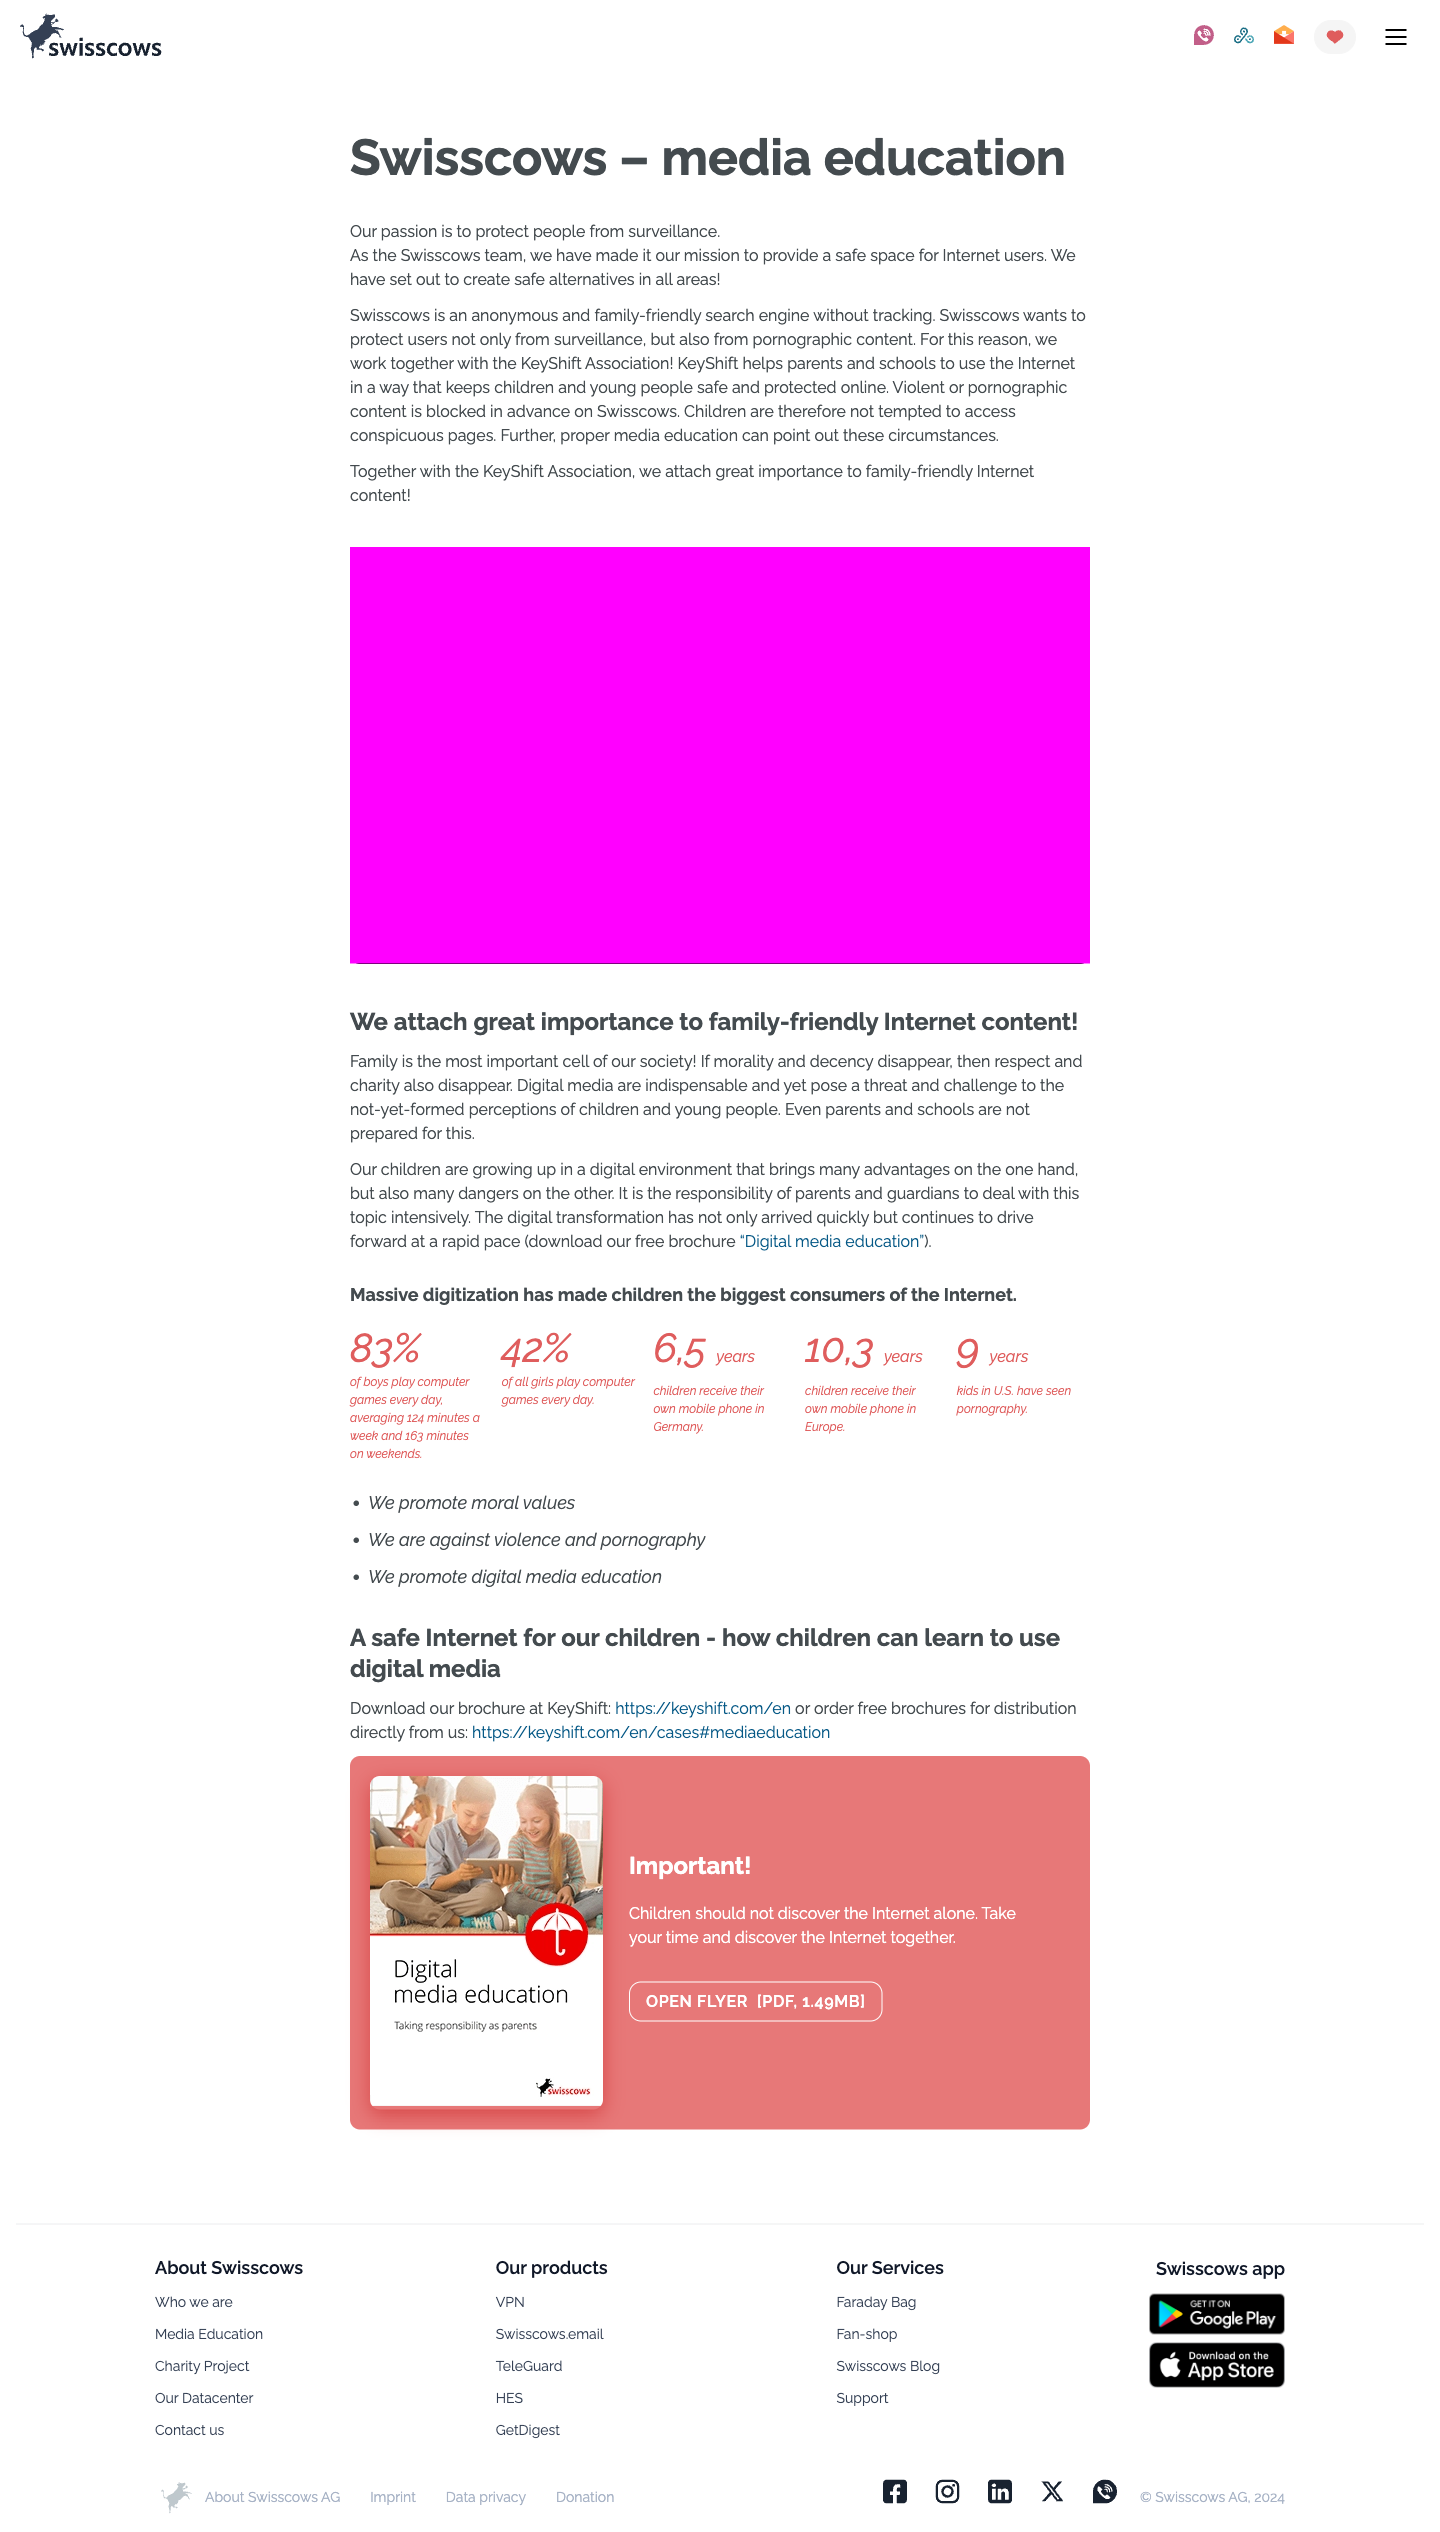 swisscows
Swisscows – media education
Our passion is to protect people from surveillance.
As the Swisscows team, we have made it our mission to provide a safe space for Internet users. We
have set out to create safe alternatives in all areas!
Swisscows is an anonymous and family-friendly search engine without tracking. Swisscows wants to
protect users not only from surveillance, but also from pornographic content. For this reason, we
work together with the KeyShift Association! KeyShift helps parents and schools to use the Internet
in a way that keeps children and young people safe and protected online. Violent or pornographic
content is blocked in advance on Swisscows. Children are therefore not tempted to access
conspicuous pages. Further, proper media education can point out these circumstances.
Together with the KeyShift Association, we attach great importance to family-friendly Internet
content!
We attach great importance to family-friendly Internet content!
Family is the most important cell of our society! If morality and decency disappear, then respect and
charity also disappear. Digital media are indispensable and yet pose a threat and challenge to the
not-yet-formed perceptions of children and young people. Even parents and schools are not
prepared for this.
Our children are growing up in a digital environment that brings many advantages on the one hand,
but also many dangers on the other. It is the responsibility of parents and guardians to deal with this
topic intensively. The digital transformation has not only arrived quickly but continues to drive
forward at a rapid pace (download our free brochure “Digital media education”).
Massive digitization has made children the biggest consumers of the Internet.
83%
of boys play computer
games every day,
averaging 124 minutes a
week and 163 minutes
on weekends.
42%
of all girls play computer
games every day.
6,5 years
children receive their
own mobile phone in
Germany.
10,3 years
children receive their
own mobile phone in
Europe.
9 years
kids in U.S. have seen
pornography.
• We promote moral values
• We are against violence and pornography
• We promote digital media education
A safe Internet for our children - how children can learn to use
digital media
Download our brochure at KeyShift: https://keyshift.com/en or order free brochures for distribution
directly from us: https://keyshift.com/en/cases#mediaeducation
Digital
media education
Taking responsibility as parents
swisscows
Important!
Children should not discover the Internet alone. Take
your time and discover the Internet together.
OPEN FLYER [PDF, 1.49MB]
About Swisscows
Who we are
Media Education
Charity Project
Our Datacenter
Contact us
Our products
VPN
Swisscows.email
TeleGuard
HES
GetDigest
Our Services
Faraday Bag
Fan-shop
Swisscows Blog
Support
Swisscows app
GET IT ON
Google Play
Download on the
App Store
About Swisscows AG Imprint Data privacy Donation
© Swisscows AG, 2024